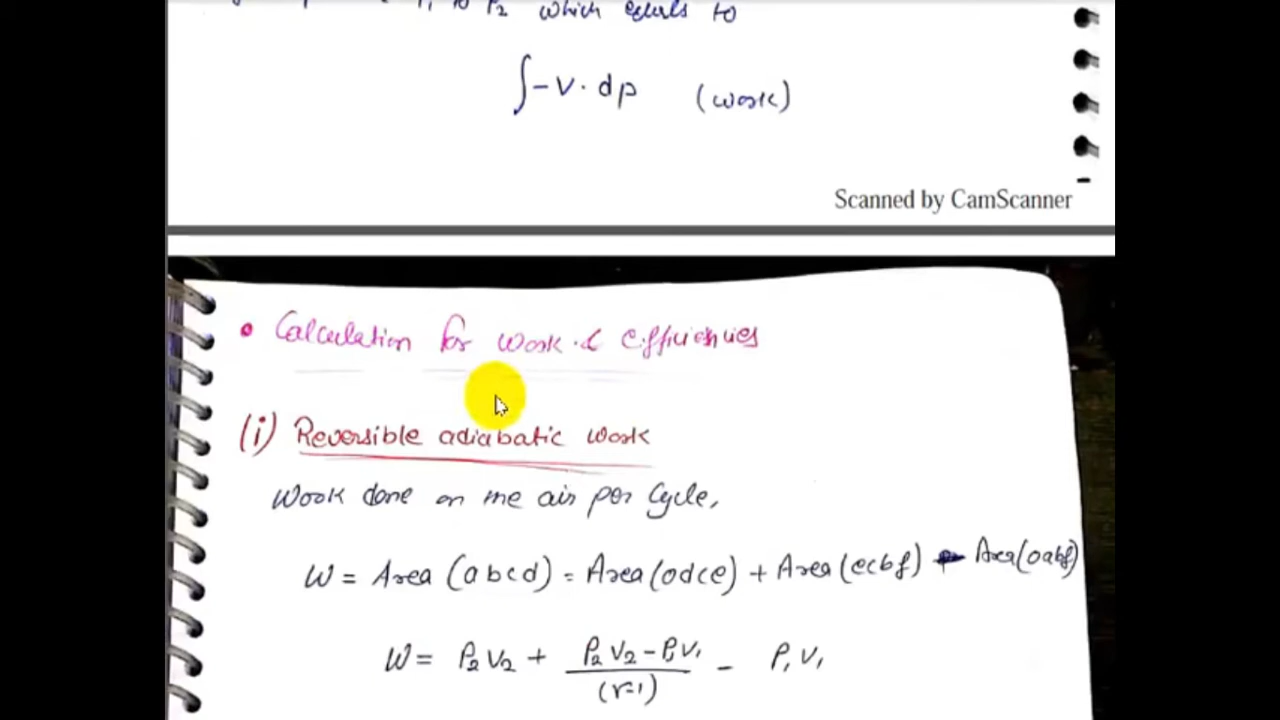 P₂ which equals to
∫-v. dp (work)
Scanned by CamScanner
• Calculation for work & efficiencies
(i) Reversible adiabatic work
Work done on the air per cycle,
W = Area (abcd) = Area (odce) + Area (ecbf) - Area (oabf)
W = P₂V₂ + (P₂V₂ - P₁V₁)/(γ-1) - P₁V₁